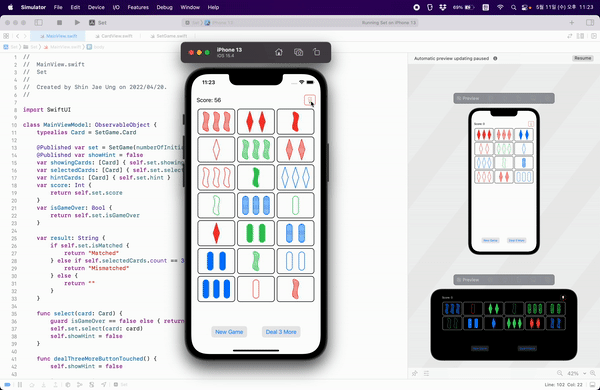 Simulator File Edit Device I/O Features Debug Window Help 69% 5월 11일 (수) 오후 11:23
Set
Running Set on iPhone 13
MainView.swift CardView.swift SetGame.swift
iPhone 13
iOS 15.4
Automatic preview updating paused Resume
//
// MainView.swift
// Set
//
// Created by Shin Jae Ung on 2022/04/20.
//
import SwiftUI
class MainViewModel: ObservableObject {
typealias Card = SetGame.Card
@Published var set = SetGame(numberOfInitia
@Published var showHint = false
var showingCards: [Card] { self.set.showing
var selectedCards: [Card] { self.set.select
var hintCards: [Card] { self.set.hint }
var score: Int {
return self.set.score
}
var isGameOver: Bool {
return self.set.isGameOver
}
var result: String {
if self.set.isMatched {
return "Matched"
} else if self.selectedCards.count == 3
return "Mismatched"
} else {
return ""
}
}
func select(card: Card) {
guard isGameOver == false else { return
self.set.select(card: card)
self.showHint = false
}
func dealThreeMoreButtonTouched() {
self.showHint = false
11:23
Score: 56
New Game Deal 3 More
Preview
New Game Deal 3 More
Preview
42%
Line: 102 Col: 22